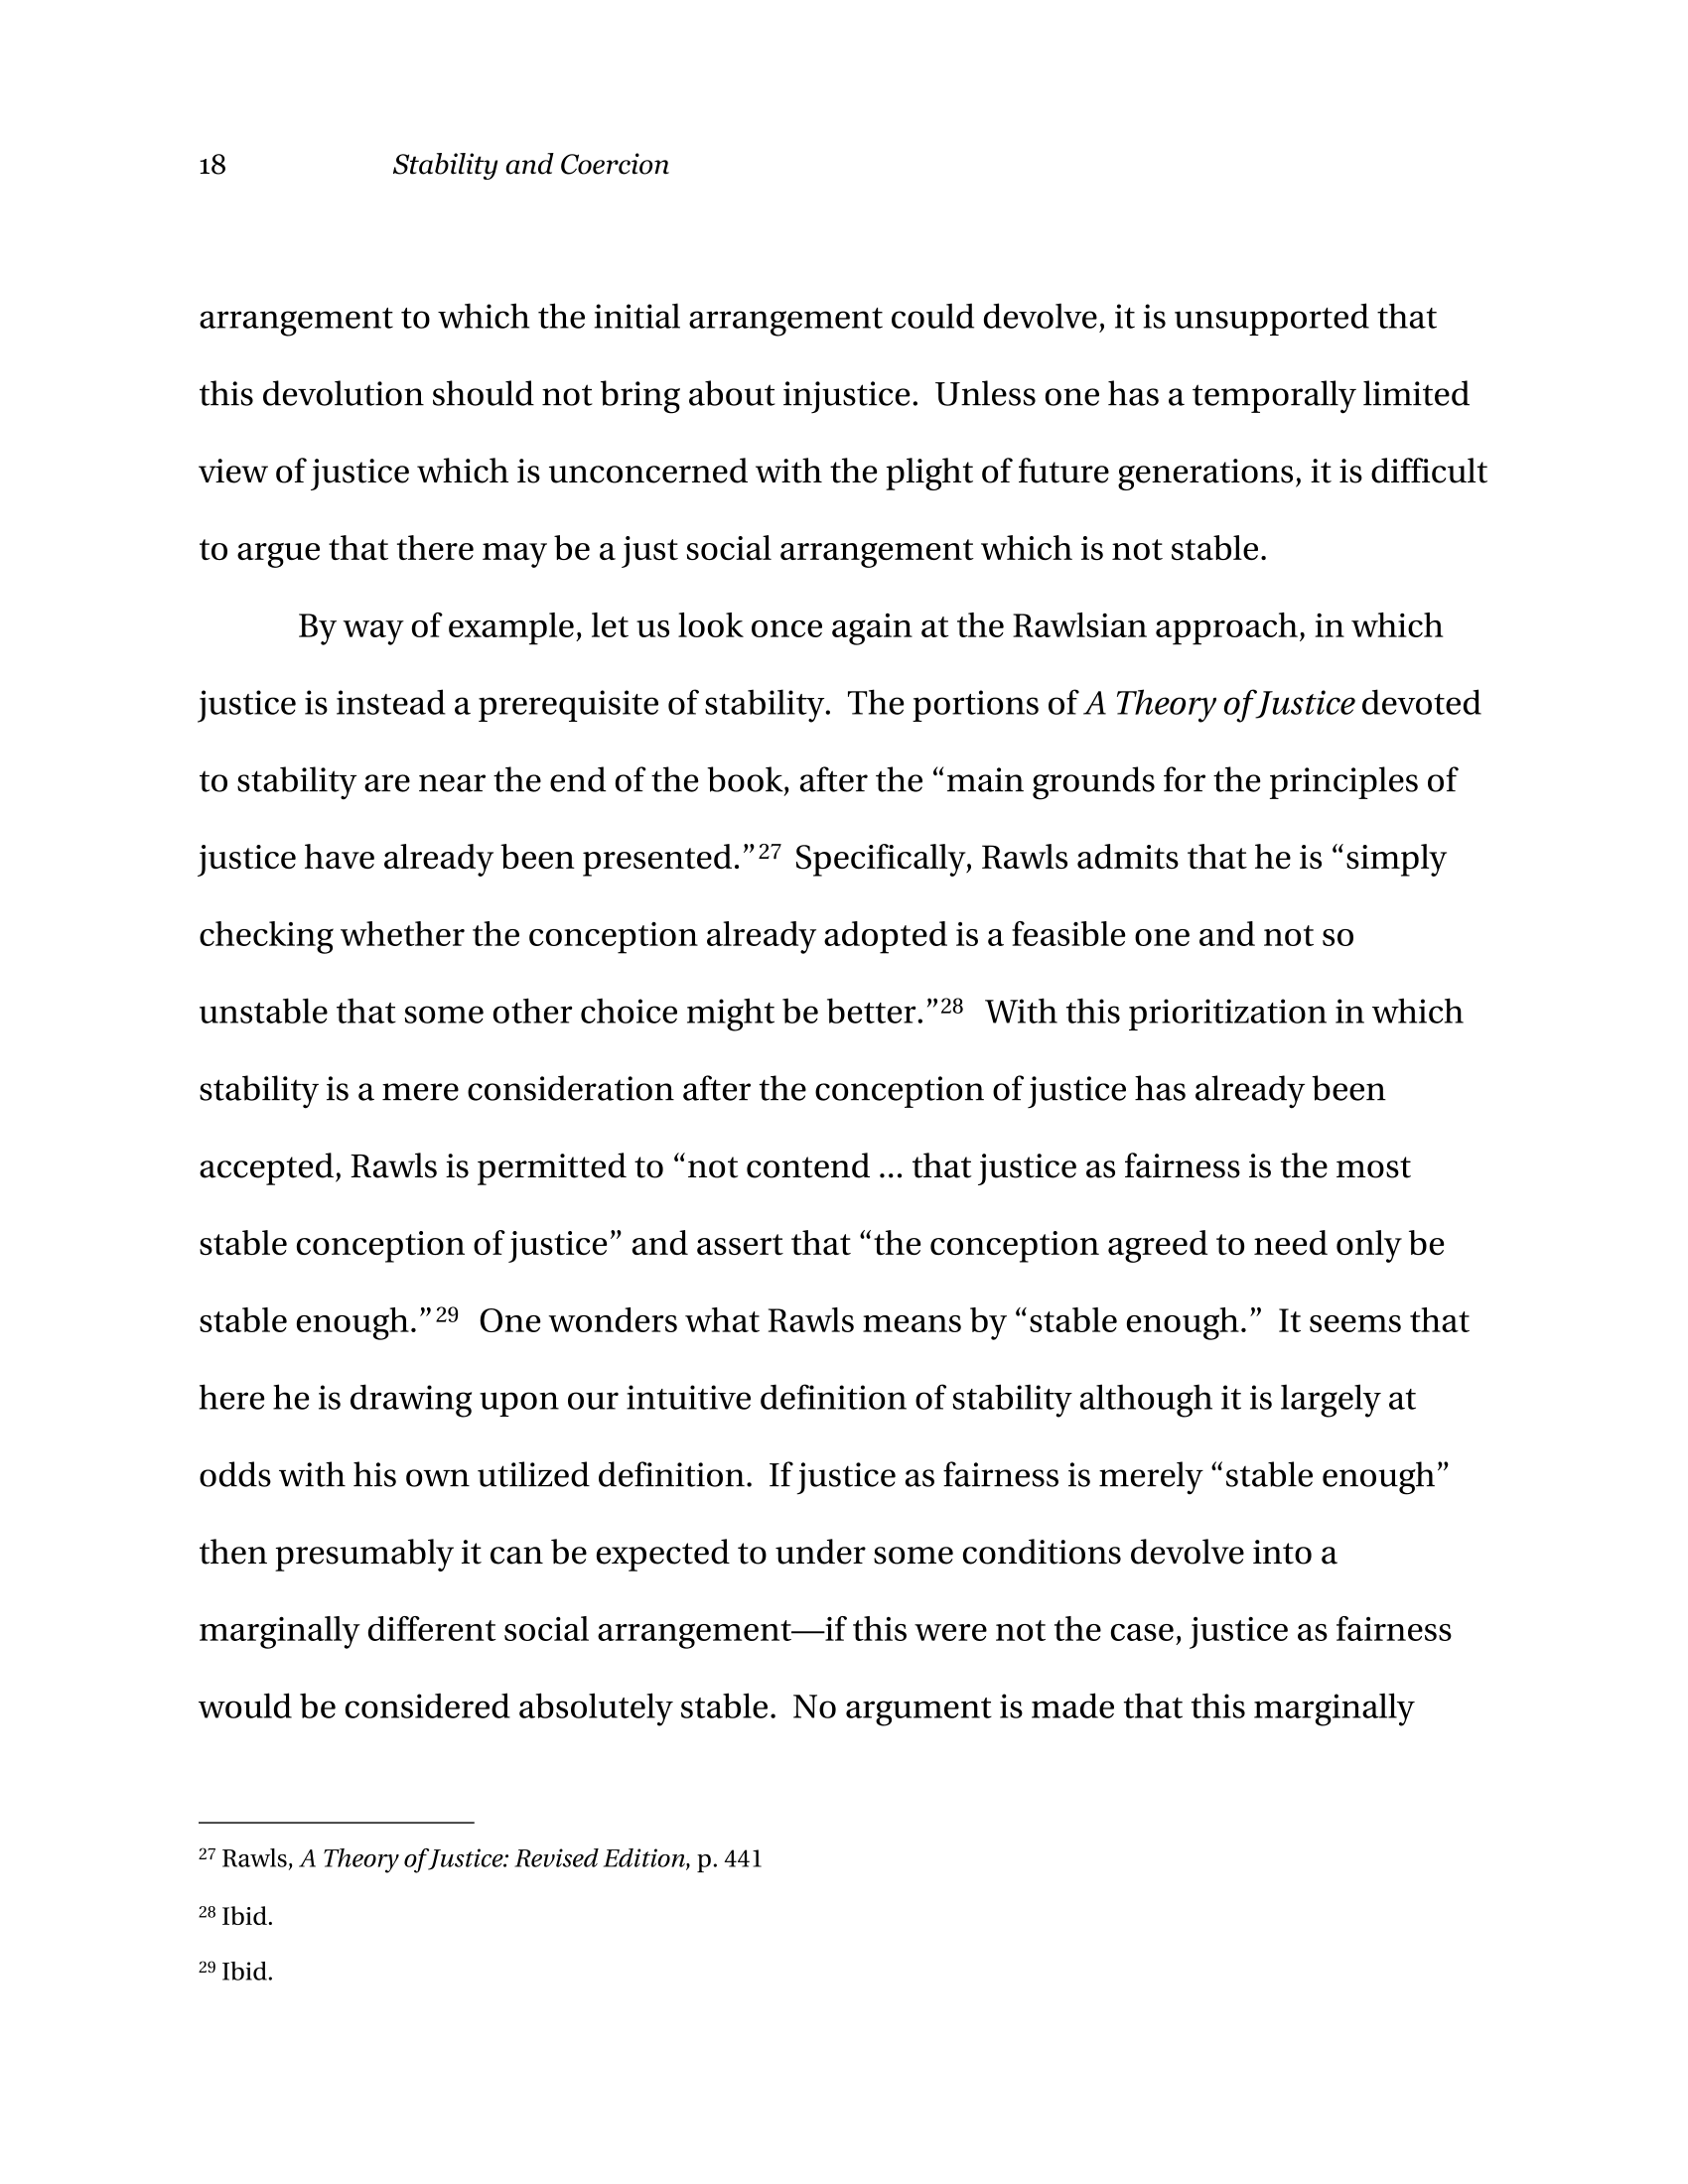 18 Stability and Coercion
arrangement to which the initial arrangement could devolve, it is unsupported that
this devolution should not bring about injustice.  Unless one has a temporally limited
view of justice which is unconcerned with the plight of future generations, it is difficult
to argue that there may be a just social arrangement which is not stable.
By way of example, let us look once again at the Rawlsian approach, in which
justice is instead a prerequisite of stability.  The portions of A Theory of Justice devoted
to stability are near the end of the book, after the “main grounds for the principles of
justice have already been presented.”27  Specifically, Rawls admits that he is “simply
checking whether the conception already adopted is a feasible one and not so
unstable that some other choice might be better.”28  With this prioritization in which
stability is a mere consideration after the conception of justice has already been
accepted, Rawls is permitted to “not contend ... that justice as fairness is the most
stable conception of justice” and assert that “the conception agreed to need only be
stable enough.”29  One wonders what Rawls means by “stable enough.”  It seems that
here he is drawing upon our intuitive definition of stability although it is largely at
odds with his own utilized definition.  If justice as fairness is merely “stable enough”
then presumably it can be expected to under some conditions devolve into a
marginally different social arrangement—if this were not the case, justice as fairness
would be considered absolutely stable.  No argument is made that this marginally
27 Rawls, A Theory of Justice: Revised Edition, p. 441
28 Ibid.
29 Ibid.